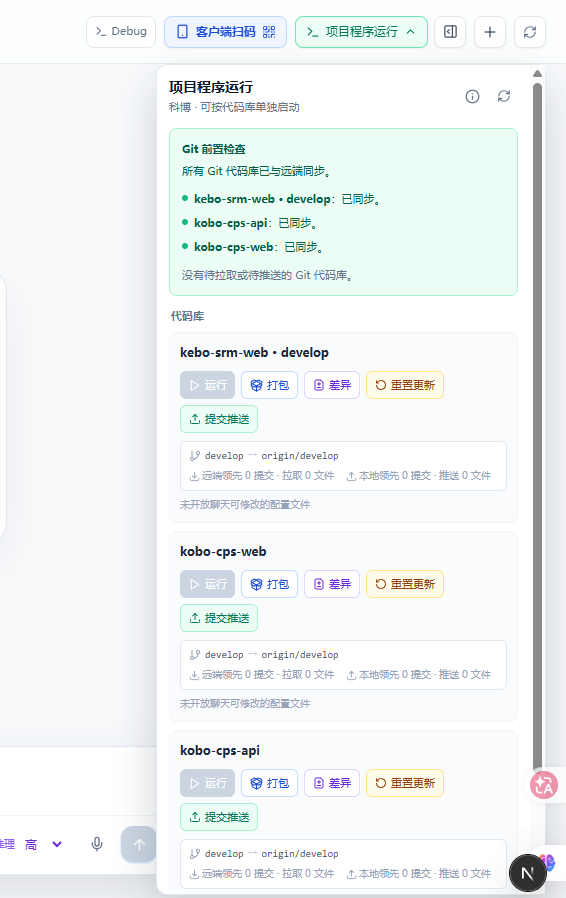 Debug
客户端扫码
项目程序运行
项目程序运行
科博 · 可按代码库单独启动
Git 前置检查
所有 Git 代码库已与远端同步。
kebo-srm-web • develop：已同步。
kobo-cps-api：已同步。
kobo-cps-web：已同步。
没有待拉取或待推送的 Git 代码库。
代码库
kebo-srm-web • develop
运行 打包 差异 重置更新
提交推送
develop → origin/develop
远端领先 0 提交 · 拉取 0 文件 本地领先 0 提交 · 推送 0 文件
未开放聊天可修改的配置文件
kobo-cps-web
运行 打包 差异 重置更新
提交推送
develop → origin/develop
远端领先 0 提交 · 拉取 0 文件 本地领先 0 提交 · 推送 0 文件
未开放聊天可修改的配置文件
kobo-cps-api
运行 打包 差异 重置更新
提交推送
develop → origin/develop
远端领先 0 提交 · 拉取 0 文件 本地领先 0 提交 · 推送 0 文件
推理 高
N